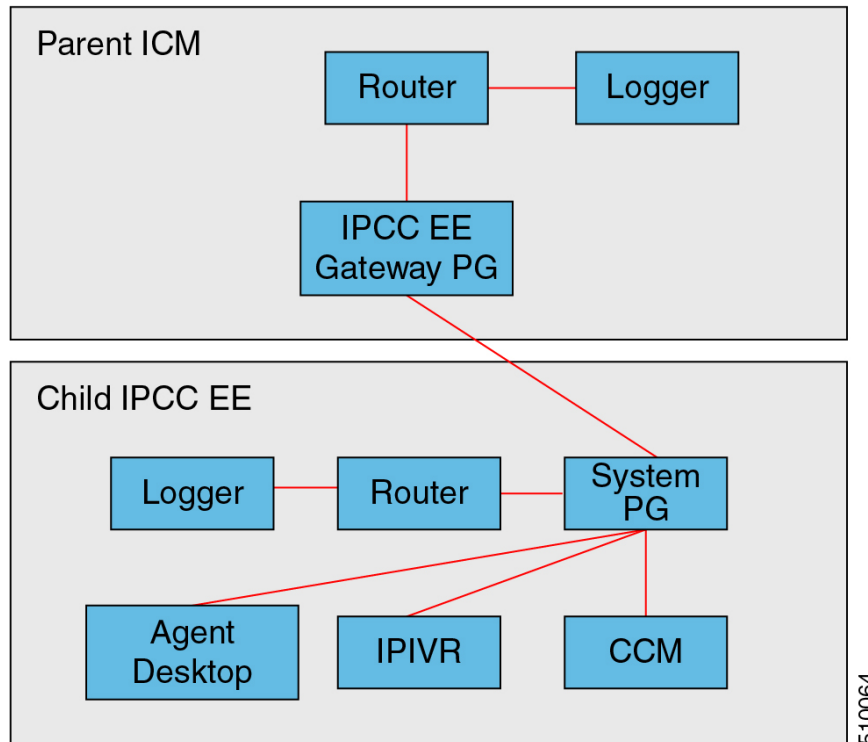 Parent ICM
Router
Logger
IPCC EE
Gateway PG
Child IPCC EE
Logger
Router
System
PG
Agent
Desktop
IPIVR
CCM
510064